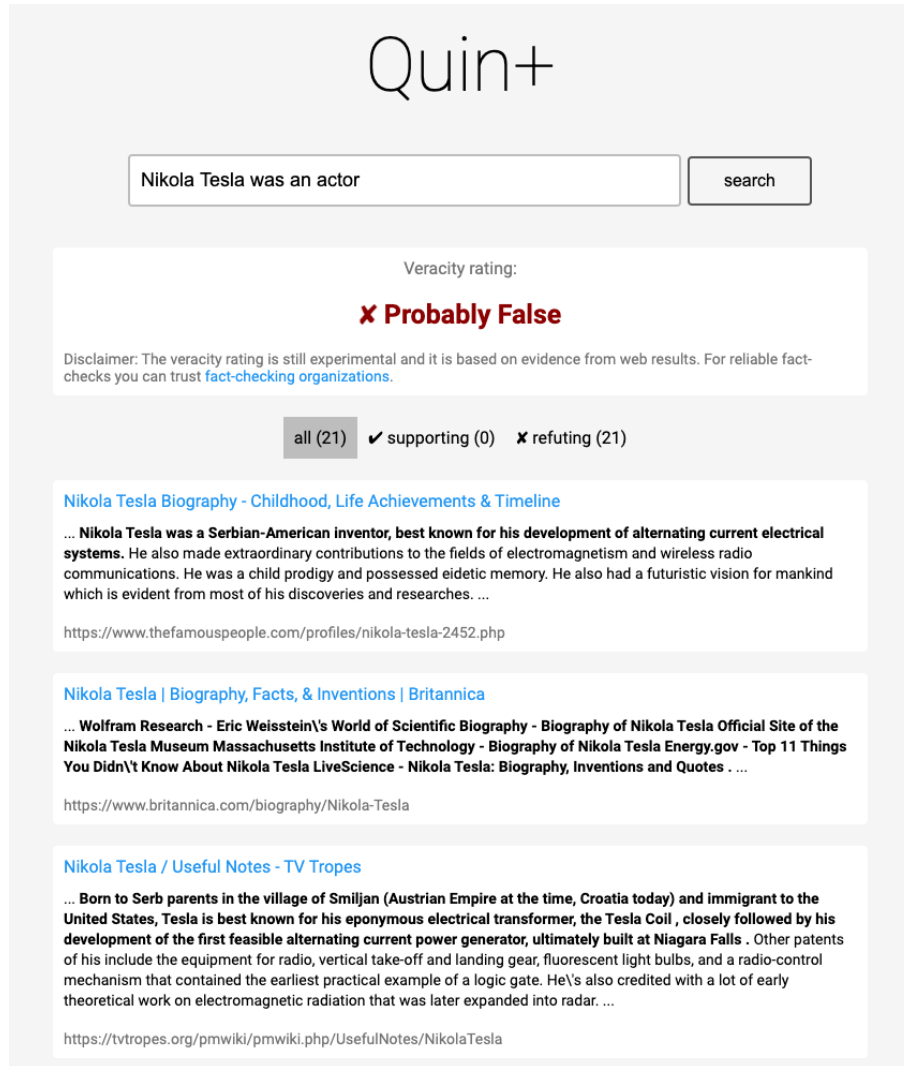 Quin+
Nikola Tesla was an actor
search
Veracity rating:
✘ Probably False
Disclaimer: The veracity rating is still experimental and it is based on evidence from web results. For reliable fact-
checks you can trust fact-checking organizations.
all (21) ✔ supporting (0) ✘ refuting (21)
Nikola Tesla Biography - Childhood, Life Achievements & Timeline
... Nikola Tesla was a Serbian-American inventor, best known for his development of alternating current electrical
systems. He also made extraordinary contributions to the fields of electromagnetism and wireless radio
communications. He was a child prodigy and possessed eidetic memory. He also had a futuristic vision for mankind
which is evident from most of his discoveries and researches. ...
https://www.thefamouspeople.com/profiles/nikola-tesla-2452.php
Nikola Tesla | Biography, Facts, & Inventions | Britannica
... Wolfram Research - Eric Weisstein\'s World of Scientific Biography - Biography of Nikola Tesla Official Site of the
Nikola Tesla Museum Massachusetts Institute of Technology - Biography of Nikola Tesla Energy.gov - Top 11 Things
You Didn\'t Know About Nikola Tesla LiveScience - Nikola Tesla: Biography, Inventions and Quotes . ...
https://www.britannica.com/biography/Nikola-Tesla
Nikola Tesla / Useful Notes - TV Tropes
... Born to Serb parents in the village of Smiljan (Austrian Empire at the time, Croatia today) and immigrant to the
United States, Tesla is best known for his eponymous electrical transformer, the Tesla Coil , closely followed by his
development of the first feasible alternating current power generator, ultimately built at Niagara Falls . Other patents
of his include the equipment for radio, vertical take-off and landing gear, fluorescent light bulbs, and a radio-control
mechanism that contained the earliest practical example of a logic gate. He\'s also credited with a lot of early
theoretical work on electromagnetic radiation that was later expanded into radar. ...
https://tvtropes.org/pmwiki/pmwiki.php/UsefulNotes/NikolaTesla